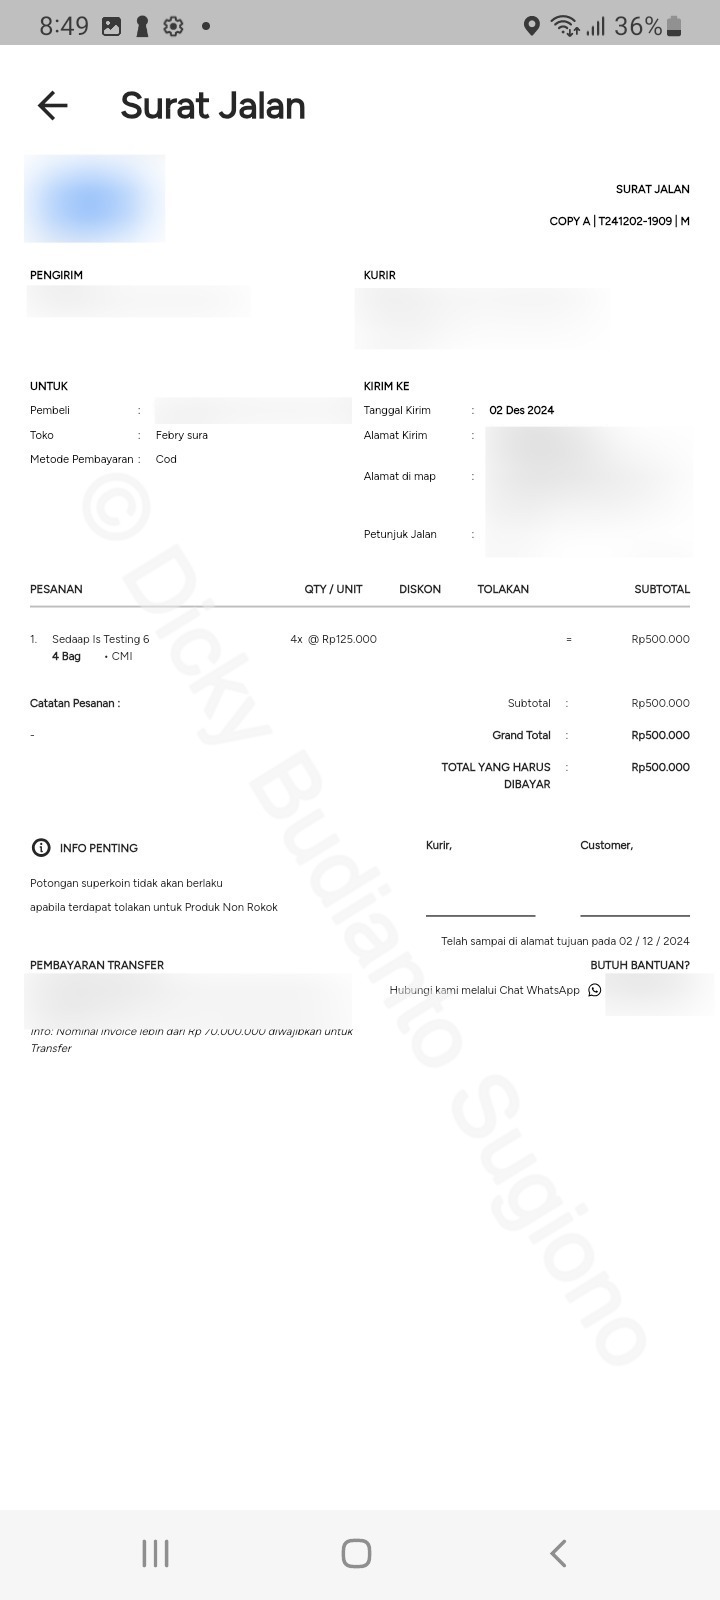 8:49
36%
Surat Jalan
SURAT JALAN
COPY A | T241202-1909 | M
PENGIRIM
KURIR
UNTUK
Pembeli :
Toko : Febry sura
Metode Pembayaran : Cod
KIRIM KE
Tanggal Kirim : 02 Des 2024
Alamat Kirim :
Alamat di map :
Petunjuk Jalan :
PESANAN QTY / UNIT DISKON TOLAKAN SUBTOTAL
1. Sedaap Is Testing 6 4x @ Rp125.000 = Rp500.000
4 Bag • CMI
Catatan Pesanan :
-
Subtotal : Rp500.000
Grand Total : Rp500.000
TOTAL YANG HARUS : Rp500.000
DIBAYAR
INFO PENTING
Potongan superkoin tidak akan berlaku
apabila terdapat tolakan untuk Produk Non Rokok
Kurir,
Customer,
Telah sampai di alamat tujuan pada 02 / 12 / 2024
PEMBAYARAN TRANSFER
BUTUH BANTUAN?
Hubungi kami melalui Chat WhatsApp
Info: Nominal invoice lebih dari Rp 70.000.000 diwajibkan untuk
Transfer
© Dicky Budianto Sugiono